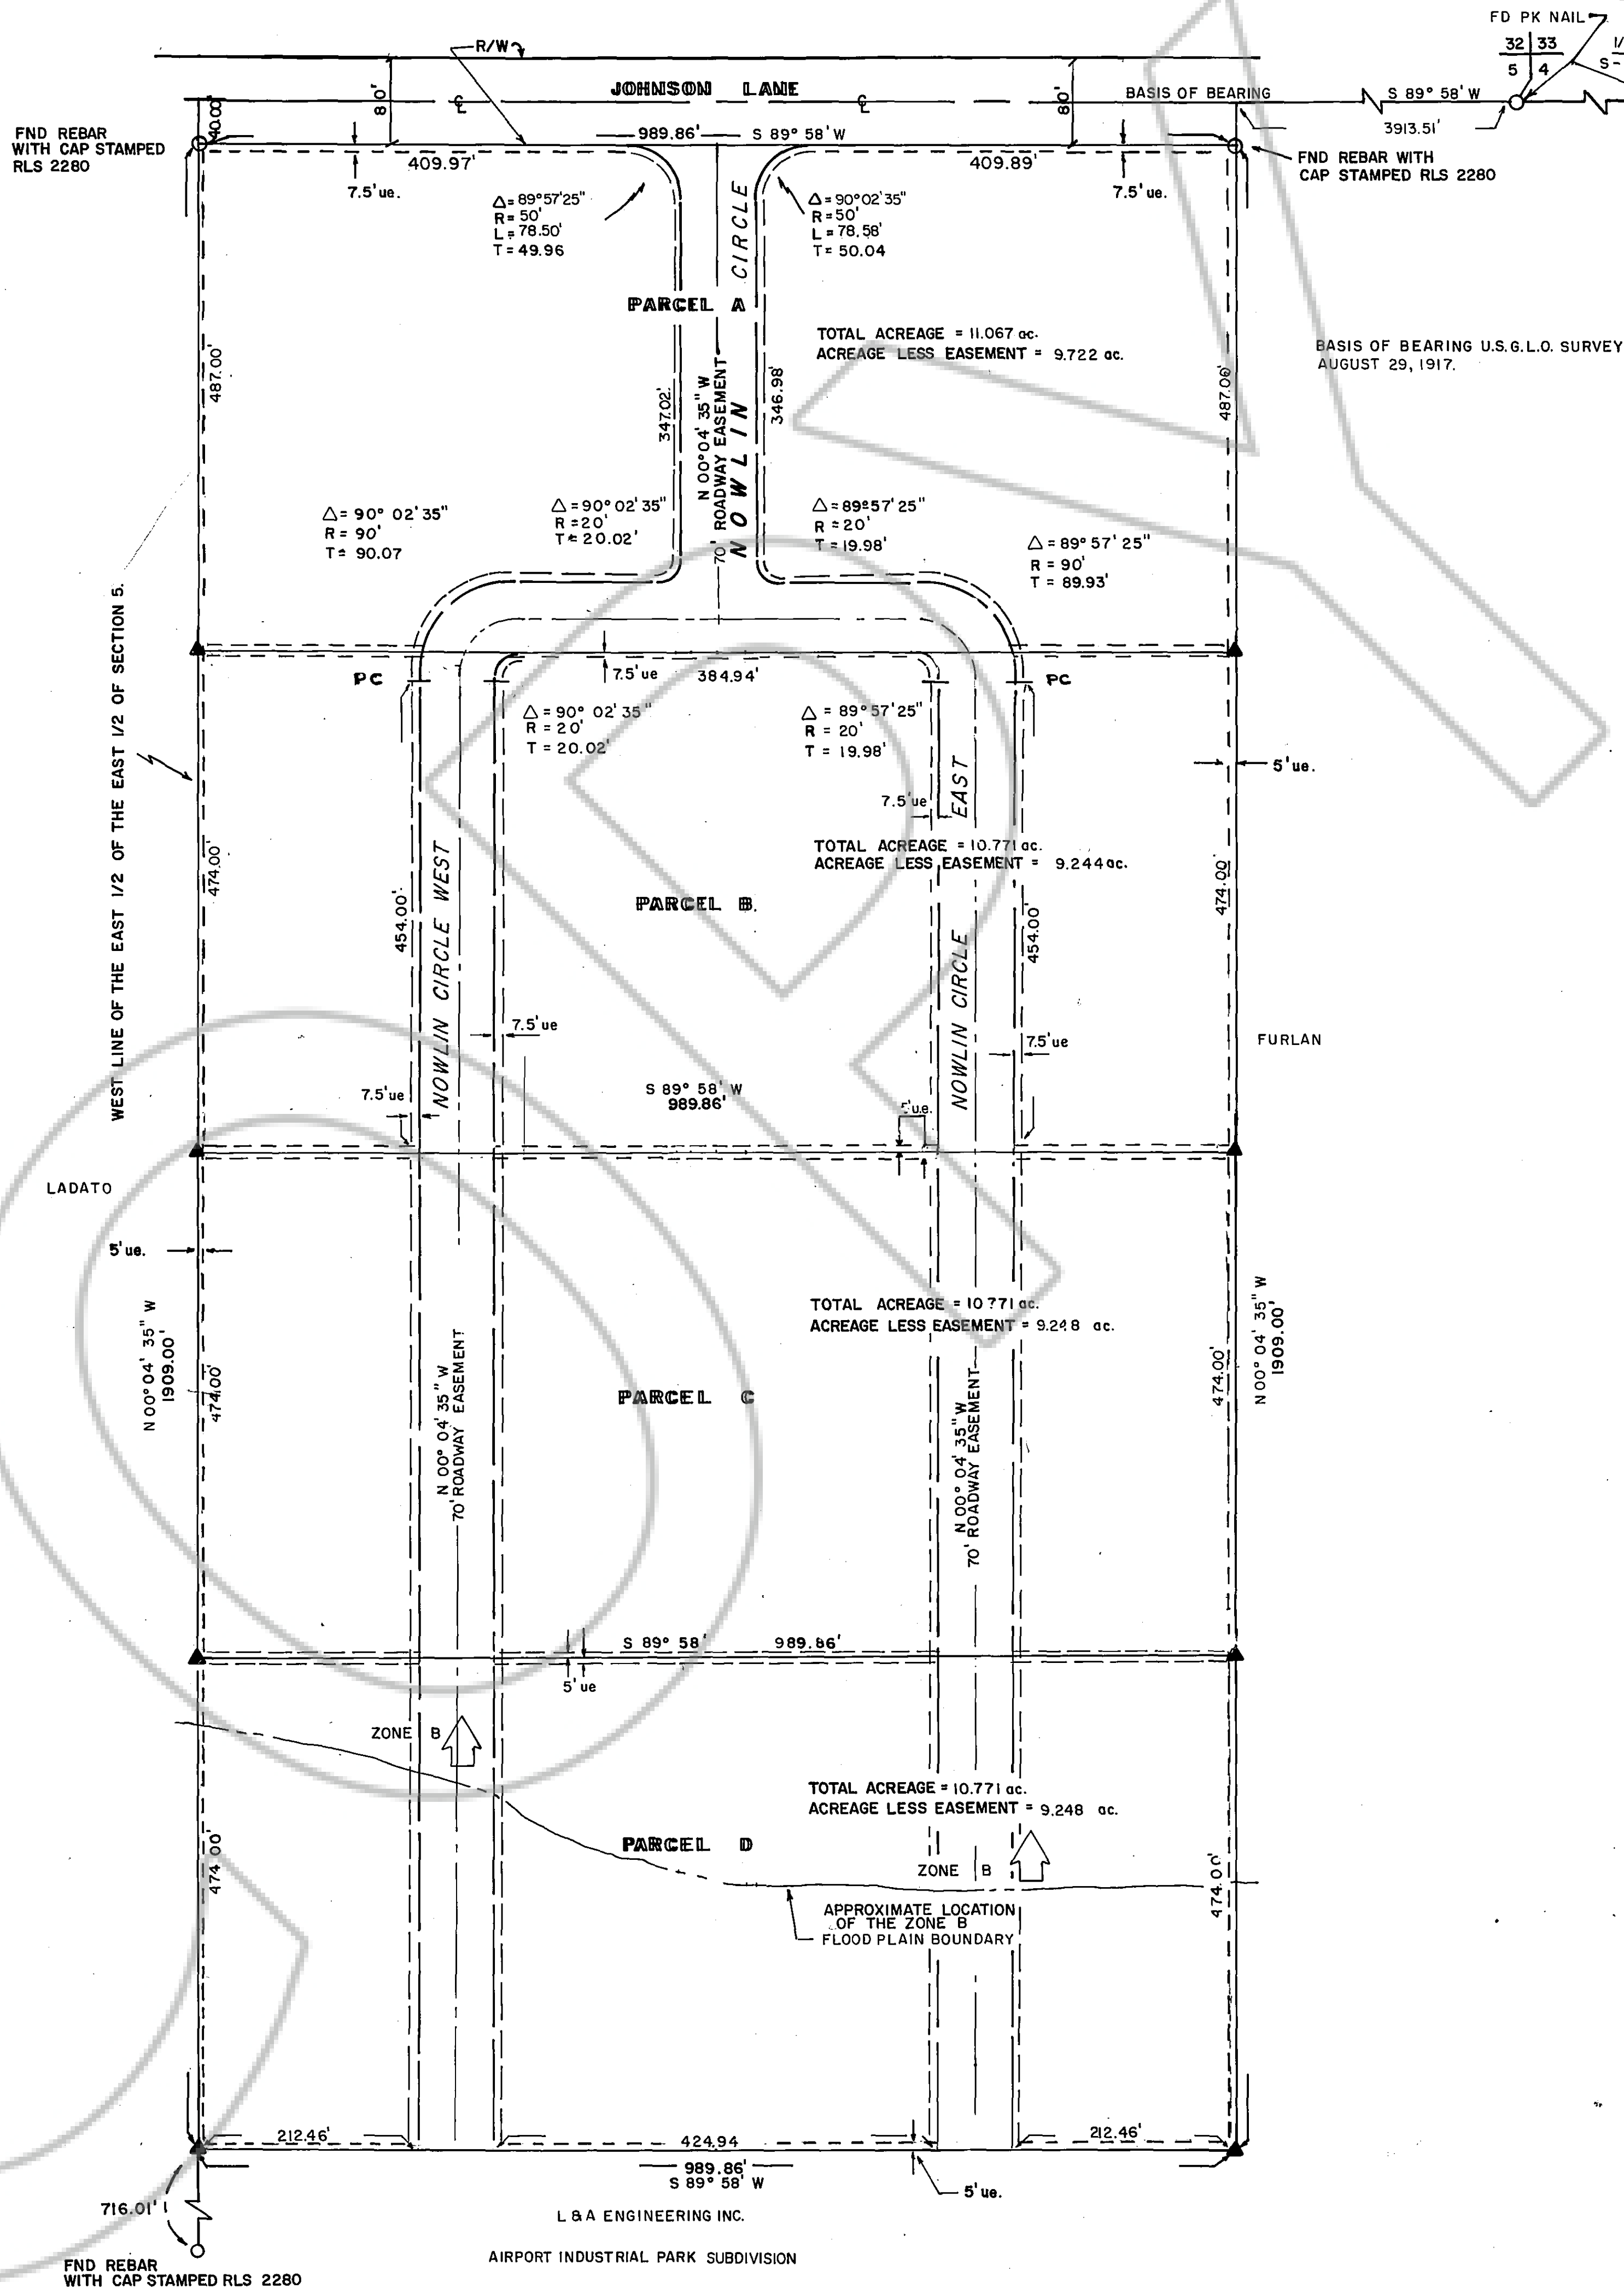 FD PK NAIL
32 33
5 4
S-
R/W
JOHNSON LANE
80'
80'
40.00'
℄
℄
BASIS OF BEARING
S 89° 58' W
3913.51'
FND REBAR
WITH CAP STAMPED
RLS 2280
989.86' S 89° 58' W
FND REBAR WITH
CAP STAMPED RLS 2280
409.97'
409.89'
7.5' ue.
7.5' ue.
△= 89°57'25"
R= 50'
L= 78.50'
T= 49.96
△= 90°02'35"
R= 50'
L= 78.58'
T= 50.04
NOWLIN CIRCLE
PARCEL A
TOTAL ACREAGE = 11.067 ac.
ACREAGE LESS EASEMENT = 9.722 ac.
BASIS OF BEARING U.S.G.L.O. SURVEY
AUGUST 29, 1917.
487.00'
487.00'
347.02'
N 00° 04' 35" W
70' ROADWAY EASEMENT
346.98'
△= 90° 02' 35"
R= 90'
T= 90.07
△= 90° 02' 35"
R =20'
T= 20.02'
△= 89°57'25"
R = 20'
T = 19.98'
△= 89° 57' 25"
R = 90'
T = 89.93'
WEST LINE OF THE EAST 1/2 OF THE EAST 1/2 OF SECTION 5.
PC
7.5' ue
384.94'
PC
△= 90° 02' 35"
R = 20'
T = 20.02'
△ = 89° 57' 25"
R = 20'
T = 19.98'
5' ue.
7.5' ue
TOTAL ACREAGE = 10.771 ac.
ACREAGE LESS EASEMENT = 9.244 ac.
474.00'
474.00'
454.00'
NOWLIN CIRCLE WEST
PARCEL B.
NOWLIN CIRCLE EAST
454.00'
7.5' ue
7.5' ue
FURLAN
7.5' ue
S 89° 58' W
989.86'
5' u.e.
LADATO
5' ue.
TOTAL ACREAGE = 10.771 ac.
ACREAGE LESS EASEMENT = 9.248 ac.
N 00° 04' 35" W
1909.00'
474.00'
N 00° 04' 35" W
70' ROADWAY EASEMENT
PARCEL C
N 00° 04' 35" W
70' ROADWAY EASEMENT
474.00'
N 00° 04' 35" W
1909.00'
S 89° 58' 989.86'
5' ue
ZONE B
TOTAL ACREAGE = 10.771 ac.
ACREAGE LESS EASEMENT = 9.248 ac.
474.00'
PARCEL D
ZONE B
474.00'
APPROXIMATE LOCATION
OF THE ZONE B
FLOOD PLAIN BOUNDARY
212.46'
424.94
212.46'
989.86'
S 89° 58' W
5' ue.
716.01'
L & A ENGINEERING INC.
AIRPORT INDUSTRIAL PARK SUBDIVISION
FND REBAR
WITH CAP STAMPED RLS 2280